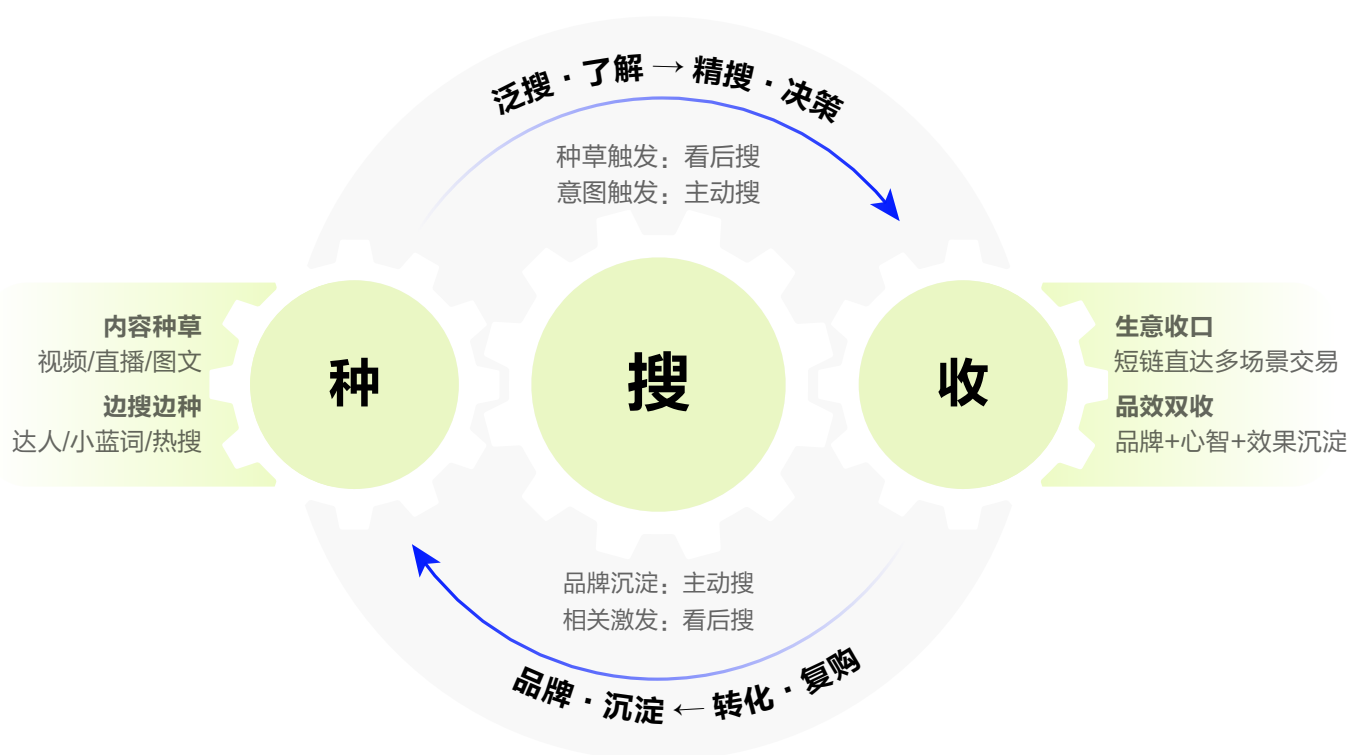 泛搜·了解→精搜·决策
种草触发：看后搜
意图触发：主动搜
内容种草
视频/直播/图文
边搜边种
达人/小蓝词/热搜
种
搜
收
生意收口
短链直达多场景交易
品效双收
品牌+心智+效果沉淀
品牌沉淀：主动搜
相关激发：看后搜
品牌·沉淀←转化·复购